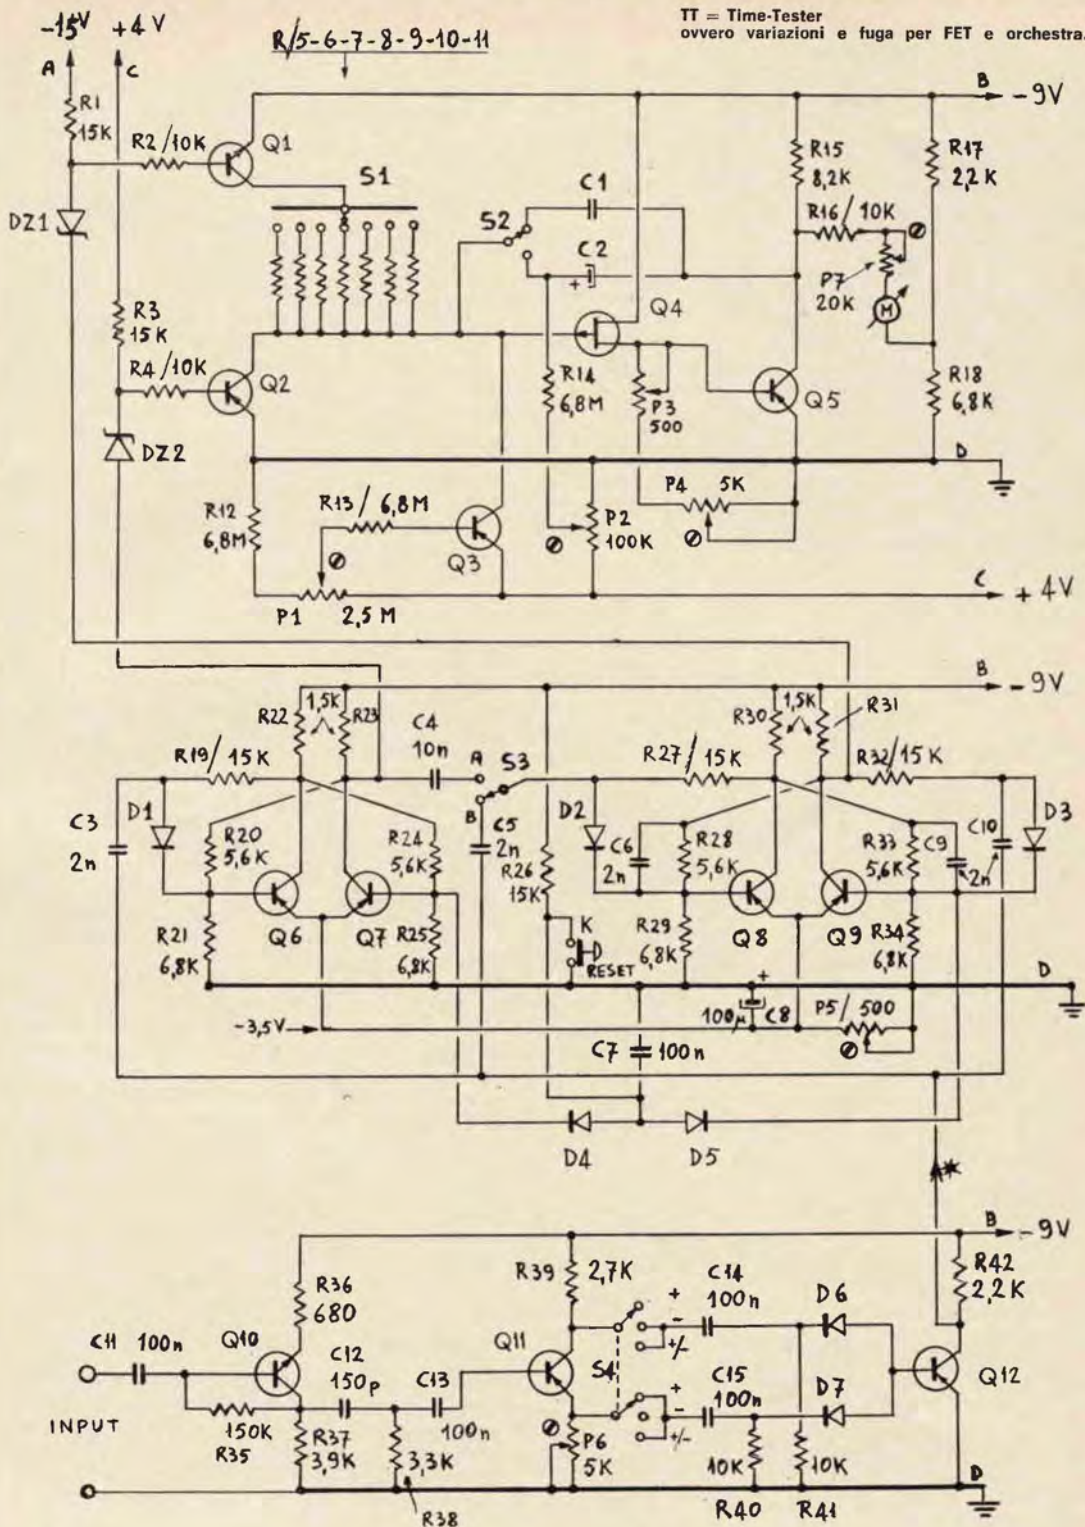 TT = Time-Tester
ovvero variazioni e fuga per FET e orchestra.
-15V +4 V
R/5-6-7-8-9-10-11
A C
R1
15K
R2/10K
Q1
S1
DZ1
R3
15K
R4/10K
Q2
DZ2
S2
C1
C2
+
Q4
R14
6,8M
P3
500
Q5
B -9V
R15
8,2K
R16/10K
P7
20K
M
R17
2,2K
R18
6,8K
D
R12
6,8M
R13/6,8M
Q3
P1 2,5M
P2
100K
P4 5K
C +4V
B -9V
R22
1,5K
R23
R19/15K
C4
10n
A
S3
B
C3
2n
D1
R20
5,6K
R24
5,6K
C5
2n
Q6
Q7
R21
6,8K
R25
6,8K
R26
15K
K
RESET
R30
1,5K
R31
R27/15K
R32/15K
D2
C6
2n
R28
5,6K
R33
5,6K
C9
C10
2n
D3
Q8
Q9
R29
6,8K
R34
6,8K
D
-3,5V
+
100μ C8
P5/500
C7 100n
D4
D5
*
B -9V
R36
680
R39
2,7K
R42
2,2K
C11 100n
Q10
C12
150p
C13
100n
Q11
+
-
+/-
S4
+
-
+/-
C14
100n
C15
100n
D6
D7
Q12
INPUT
150K
R35
R37
3,9K
3,3K
R38
P6
5K
10K
R40
10K
R41
D